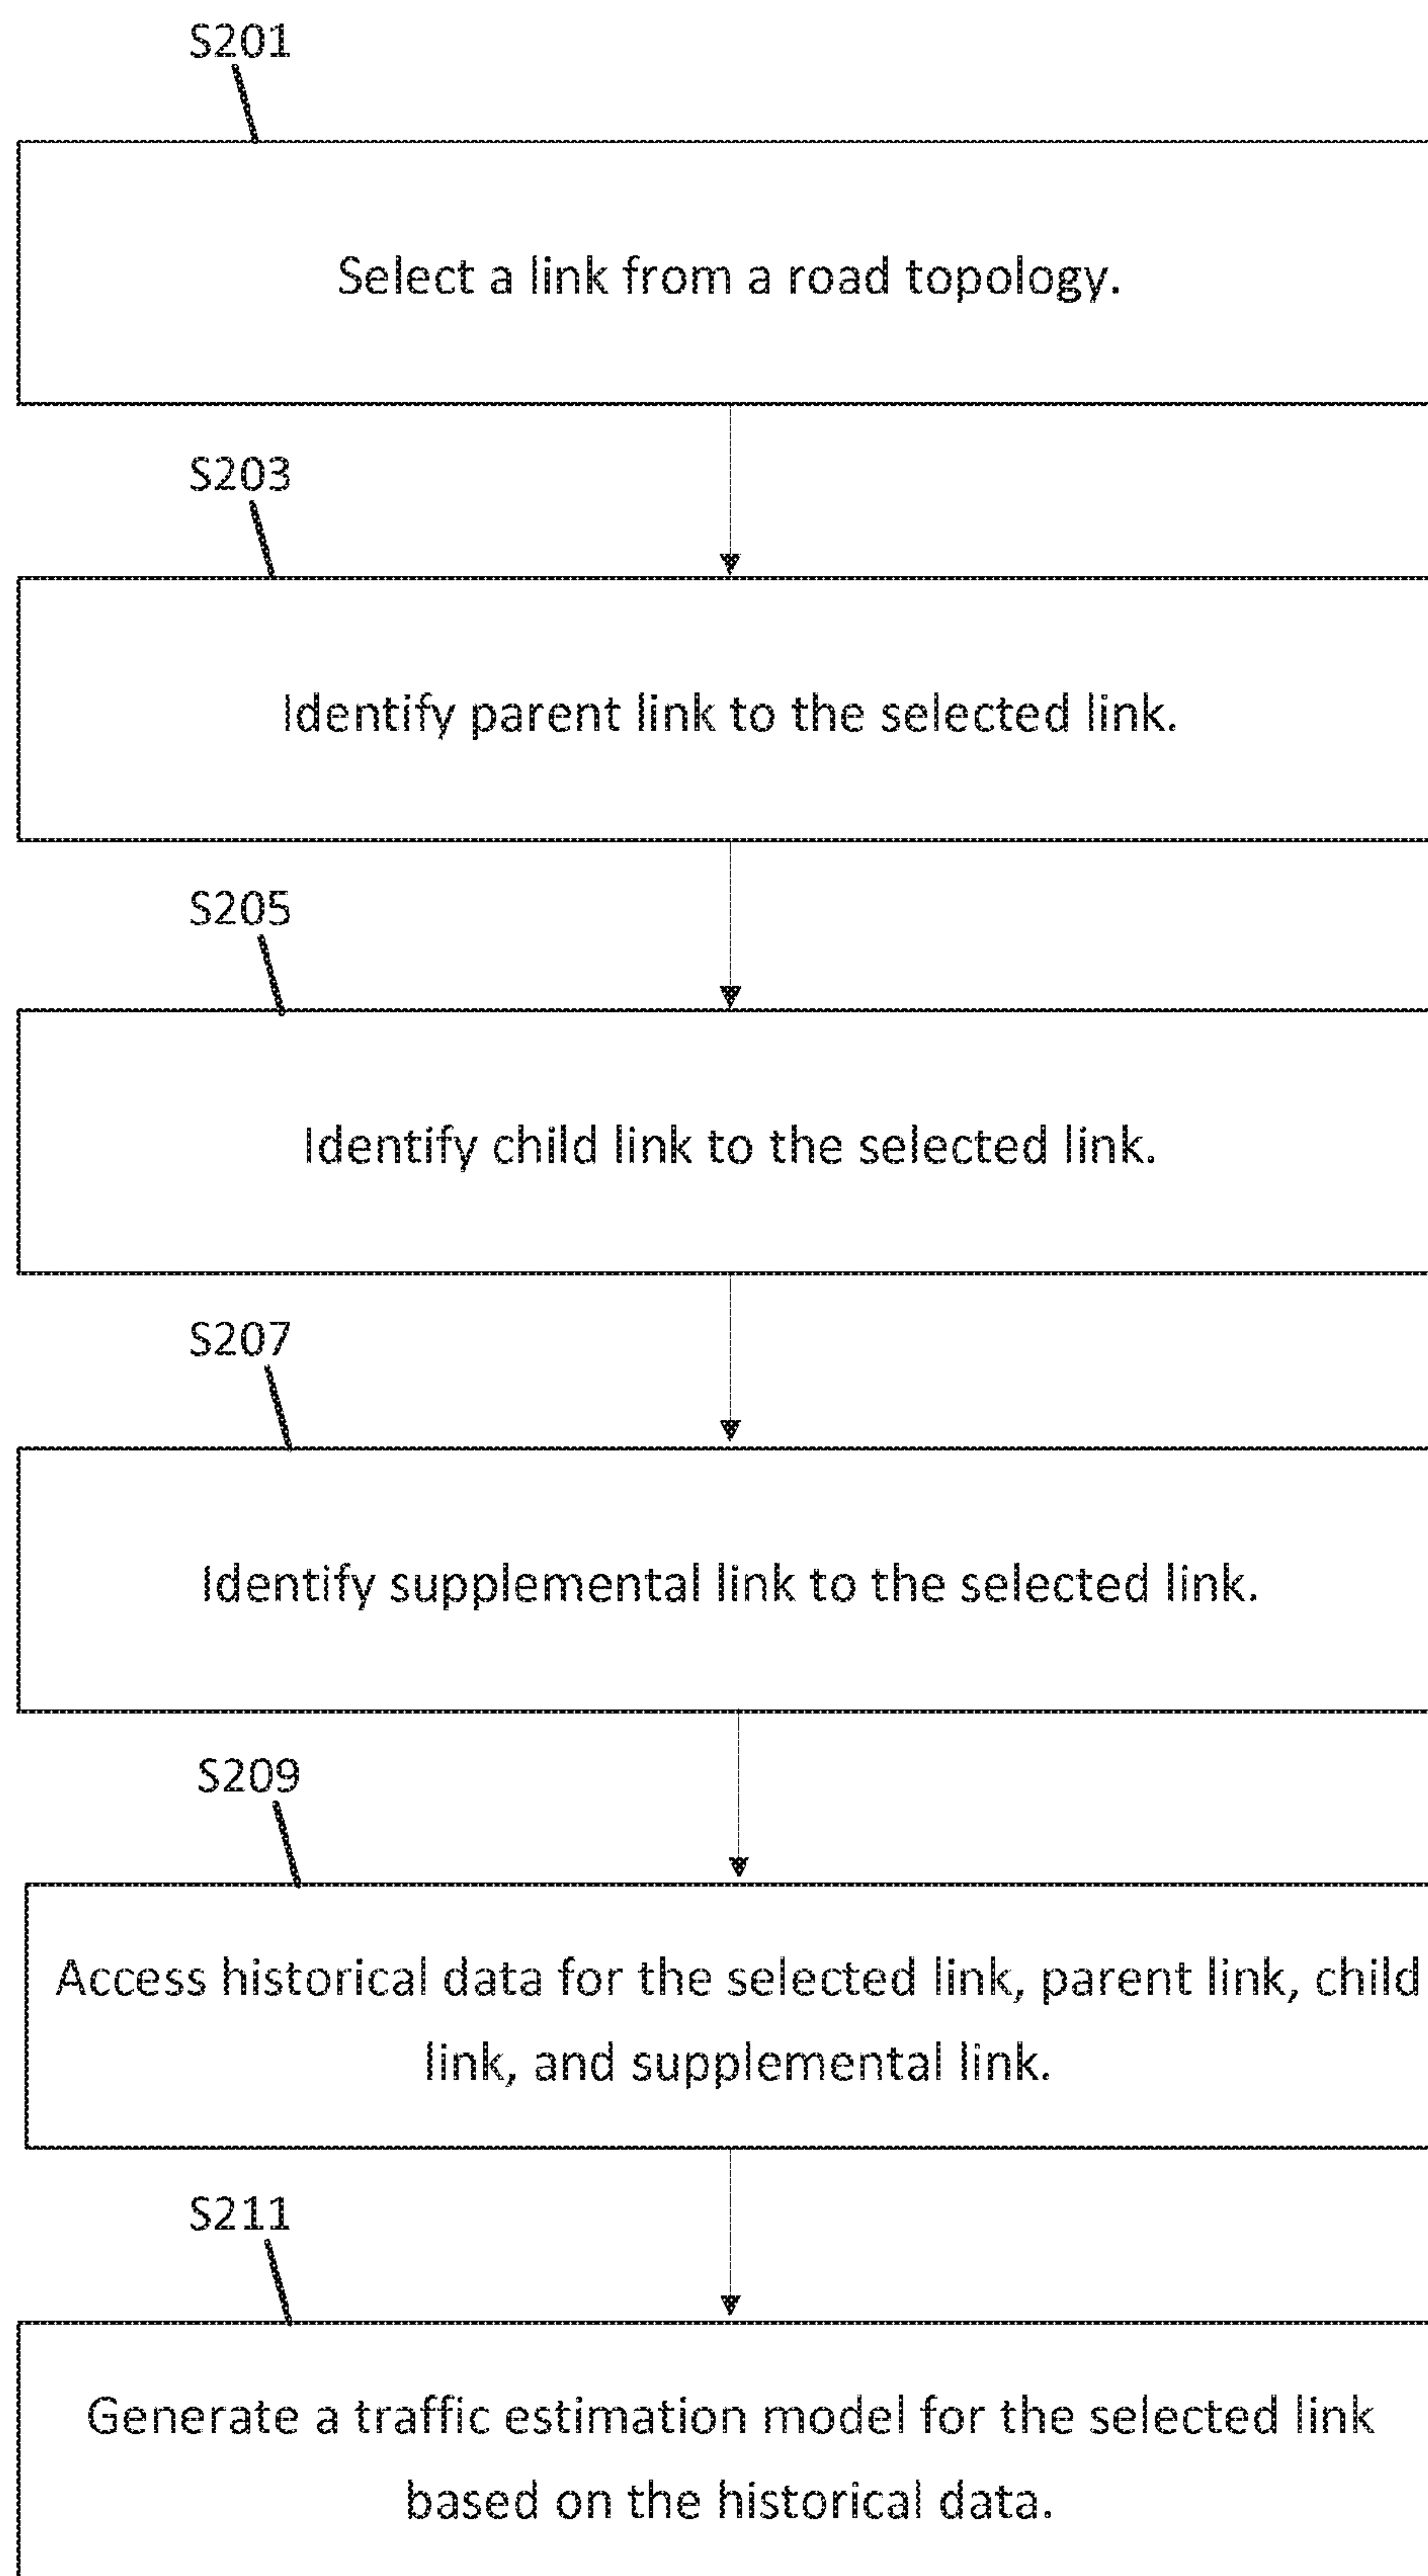 S201
Select a link from a road topology.
S203
Identify parent link to the selected link.
S205
Identify child link to the selected link.
S207
Identify supplemental link to the selected link.
S209
Access historical data for the selected link, parent link, child
link, and supplemental link.
S211
Generate a traffic estimation model for the selected link
based on the historical data.